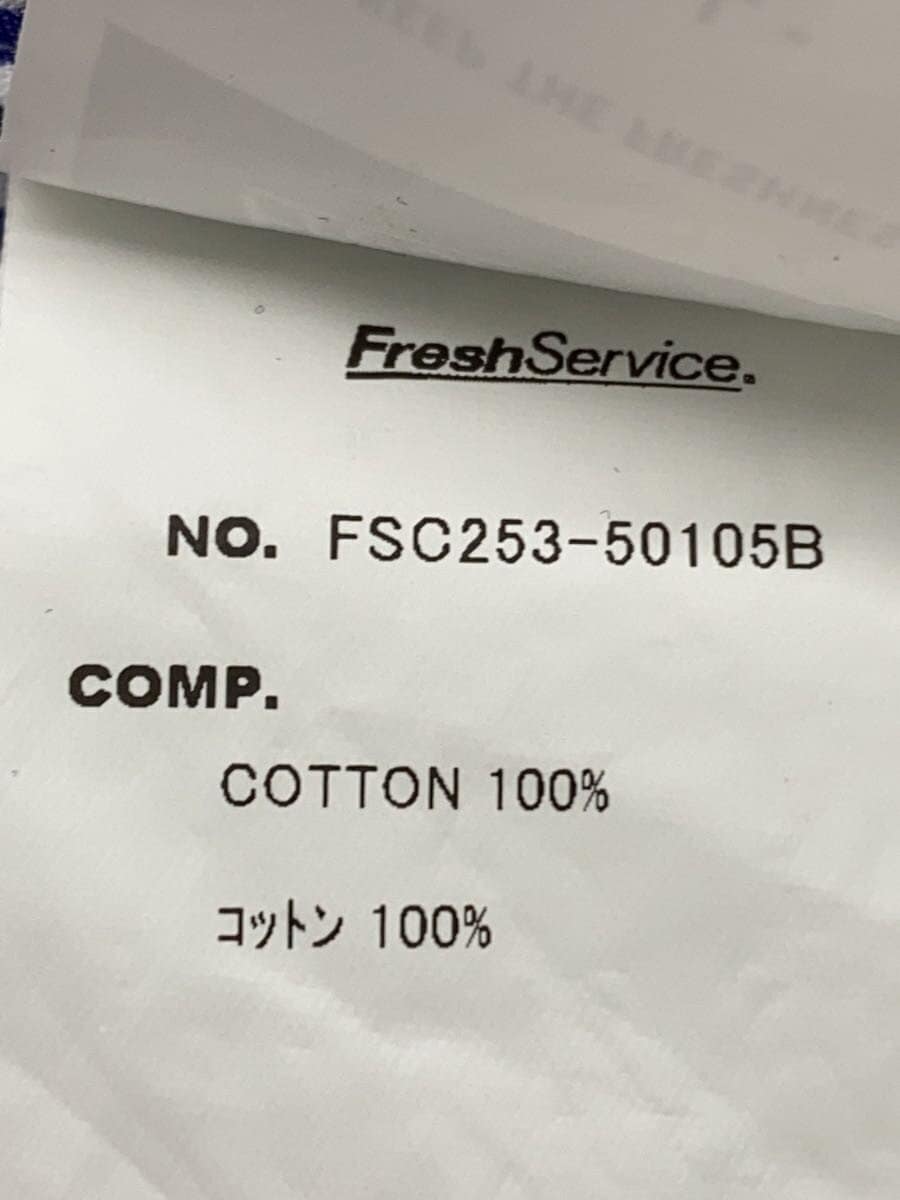 FreshService.
NO. FSC253-50105B
COMP.
COTTON 100%
コットン 100%